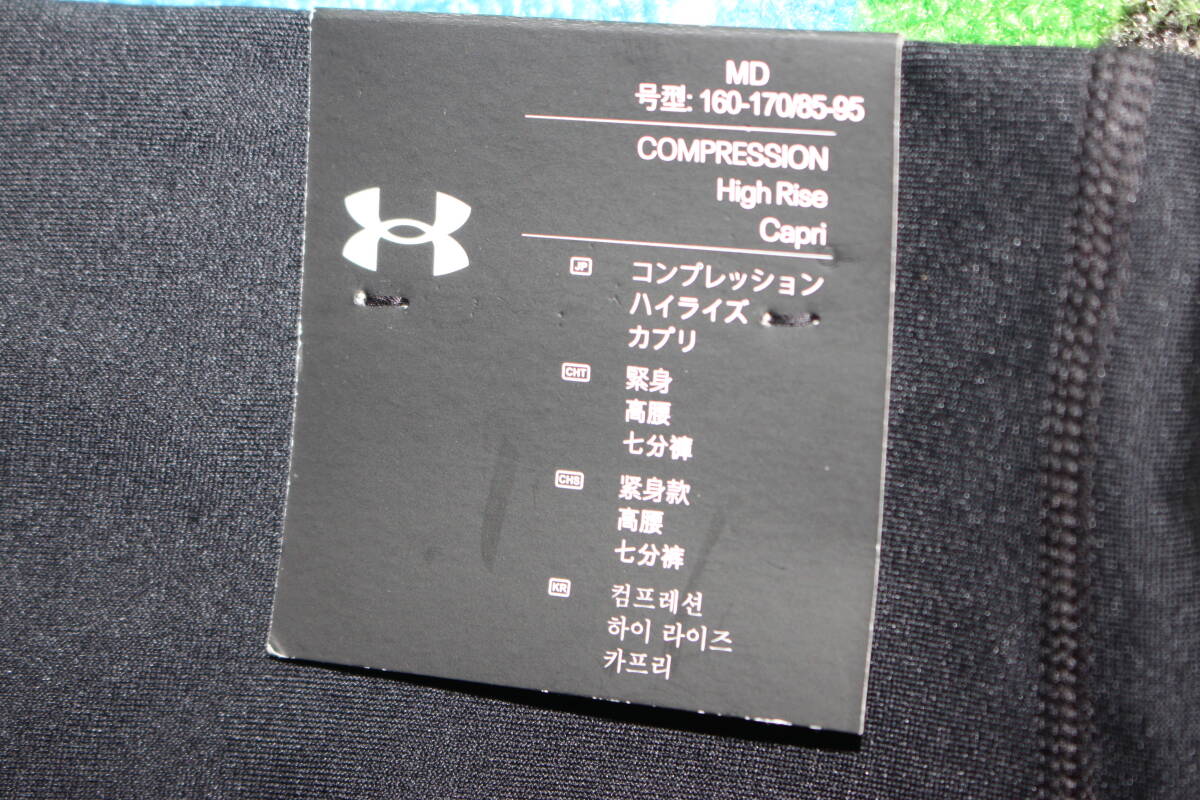 MD
号型: 160-170/85-95
COMPRESSION
High Rise
Capri
JP
コンプレッション
ハイライズ
カプリ
CHT
緊身
高腰
七分褲
CHS
紧身款
高腰
七分裤
KR
컴프레션
하이 라이즈
카프리